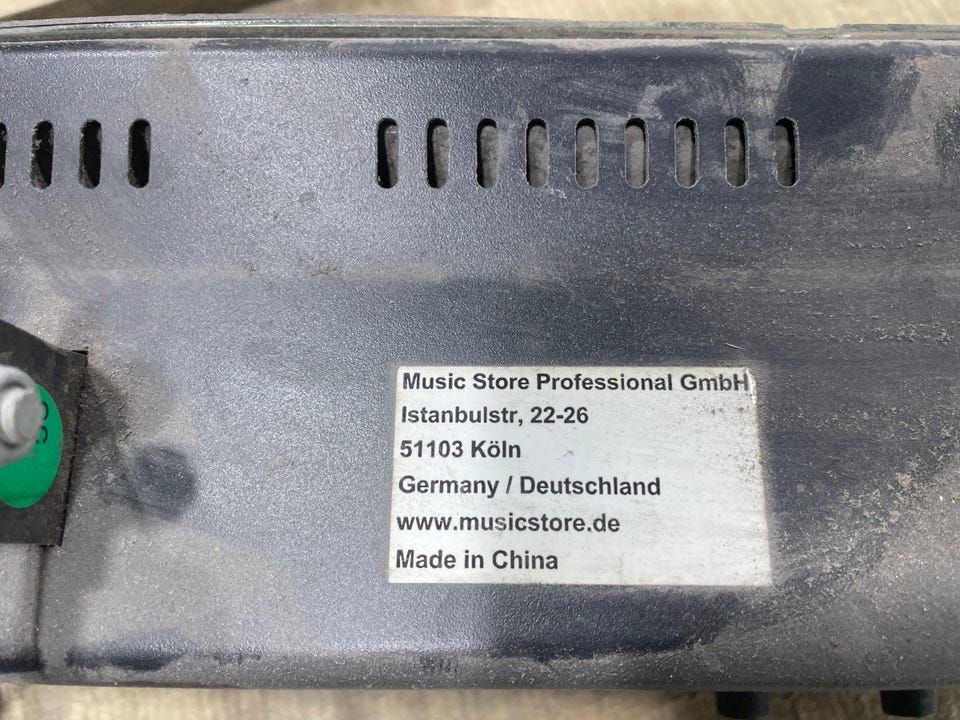 Music Store Professional GmbH
Istanbulstr, 22-26
51103 Köln
Germany / Deutschland
www.musicstore.de
Made in China